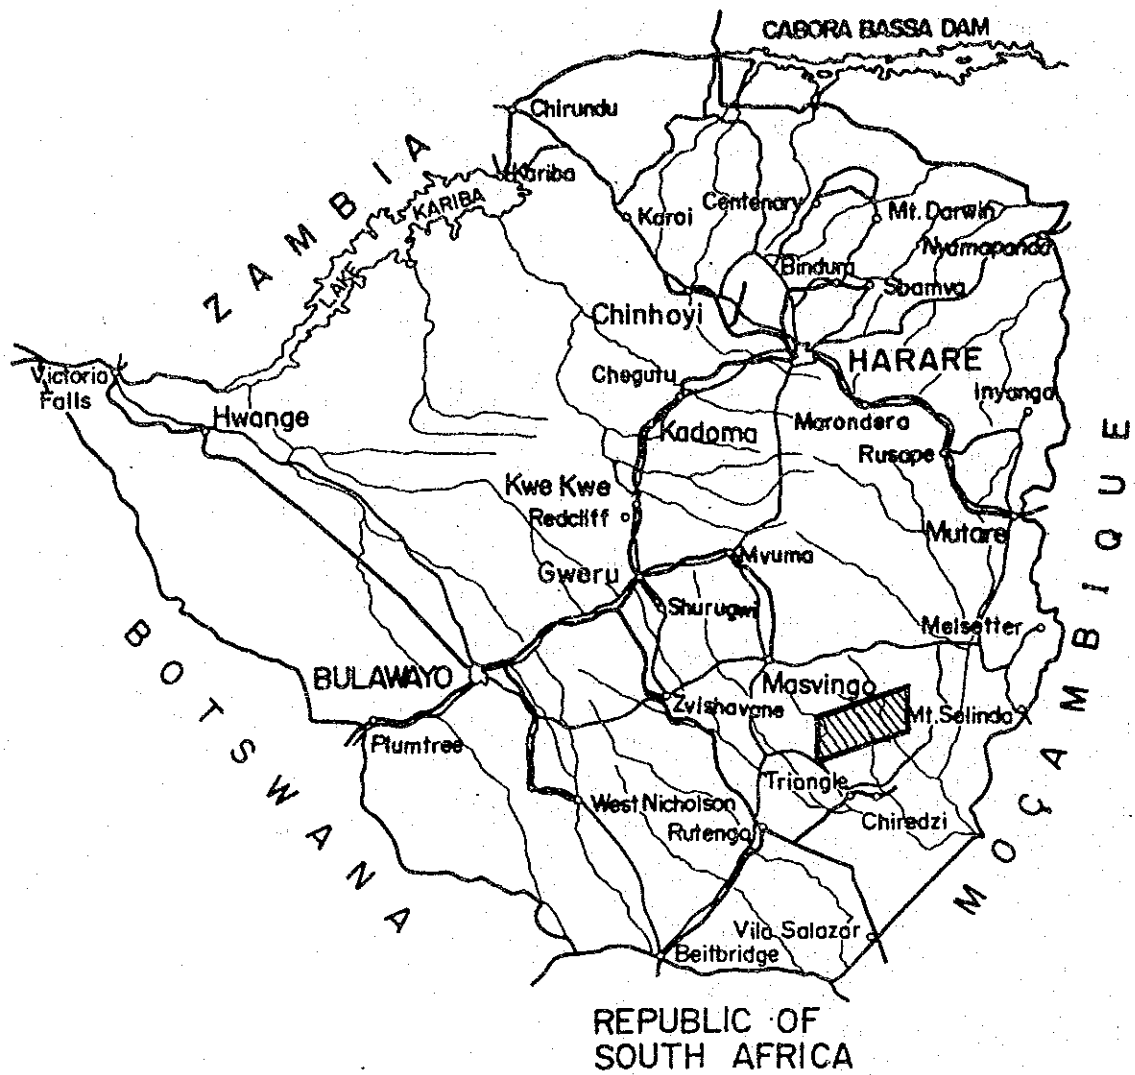 CABORA BASSA DAM
Chirundu
ZAMBIA
Kariba
LAKE KARIBA
Karoi
Centenary
Mt. Darwin
Nyamapanda
Bindura
Shamva
Chinhoyi
HARARE
Victoria
Falls
Chegutu
Inyanga
Hwange
Marondera
Kadoma
Rusape
Kwe Kwe
Redcliff
Mutare
Gweru
Mvuma
Shurugwi
Melsetter
BULAWAYO
Masvingo
Zvishavane
Mt. Selinda
Plumtree
Triangle
West Nicholson
Chiredzi
Rutenga
Vila Salazar
Beitbridge
BOTSWANA
MOÇAMBIQUE
REPUBLIC OF
SOUTH AFRICA